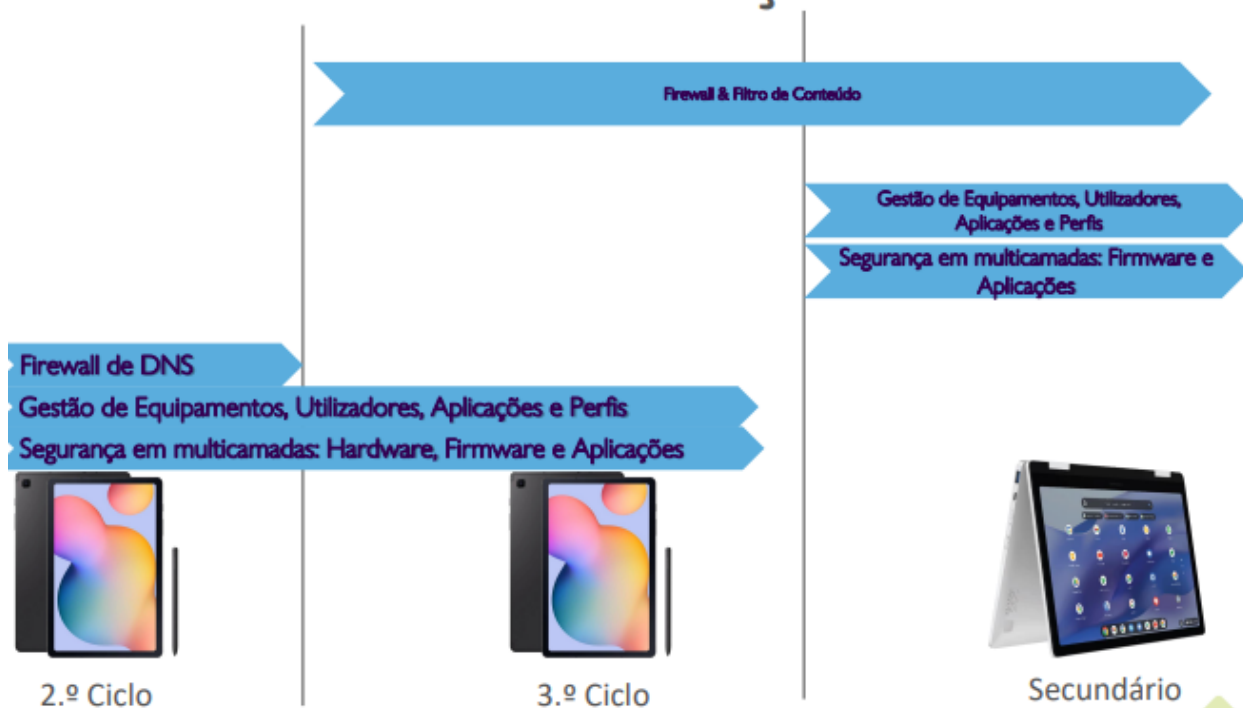 Firewall & Filtro de Conteúdo
Gestão de Equipamentos, Utilizadores,
Aplicações e Perfis
Segurança em multicamadas: Firmware e
Aplicações
Firewall de DNS
Gestão de Equipamentos, Utilizadores, Aplicações e Perfis
Segurança em multicamadas: Hardware, Firmware e Aplicações
2.º Ciclo
3.º Ciclo
Secundário